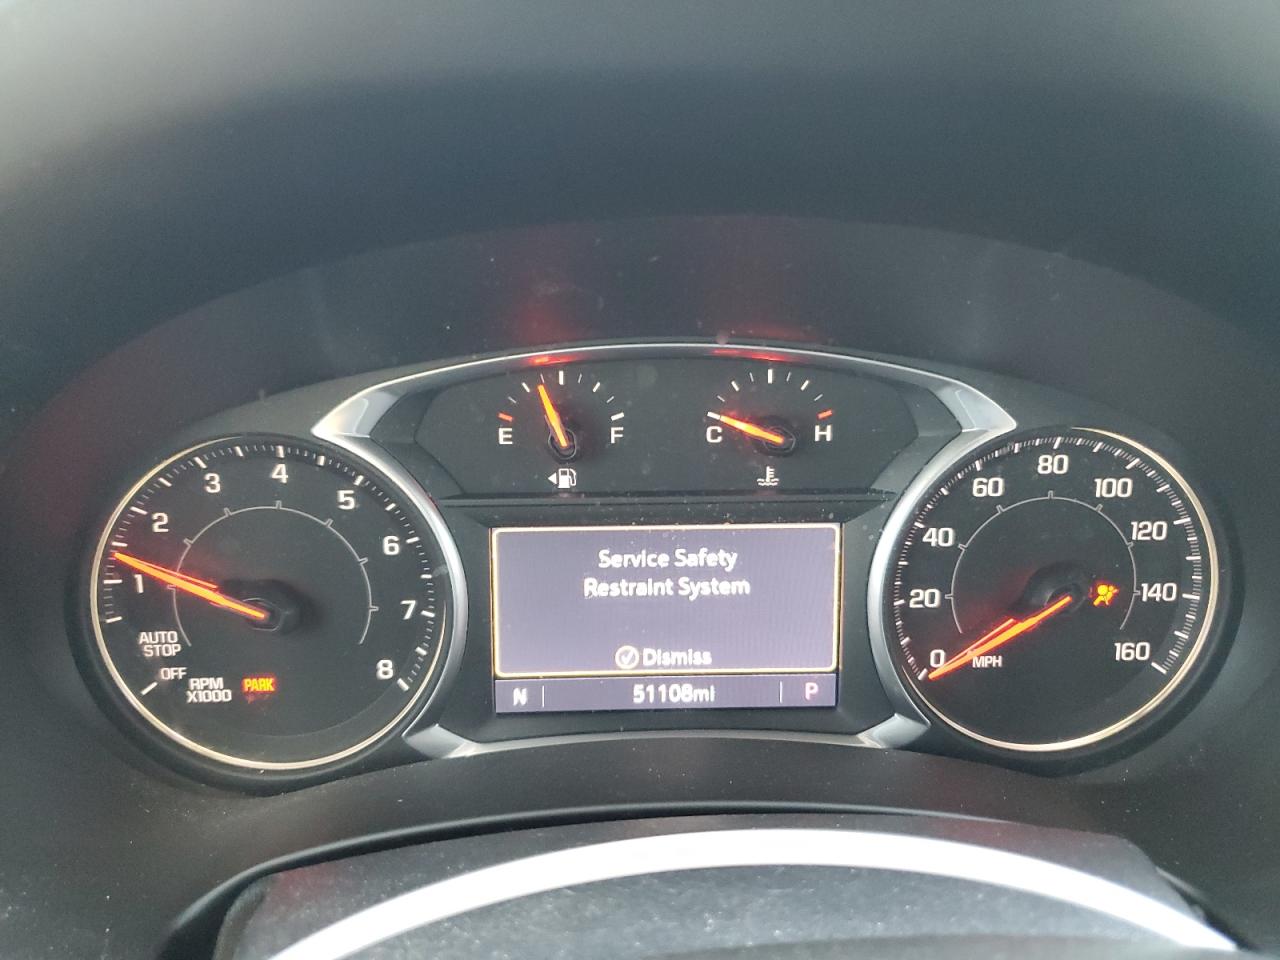 E F
C H
1 2 3 4 5 6 7 8
AUTO
STOP
OFF
RPM
X1000
PARK
Service Safety
Restraint System
Dismiss
N 51108mi P
0 20 40 60 80 100 120 140 160
MPH